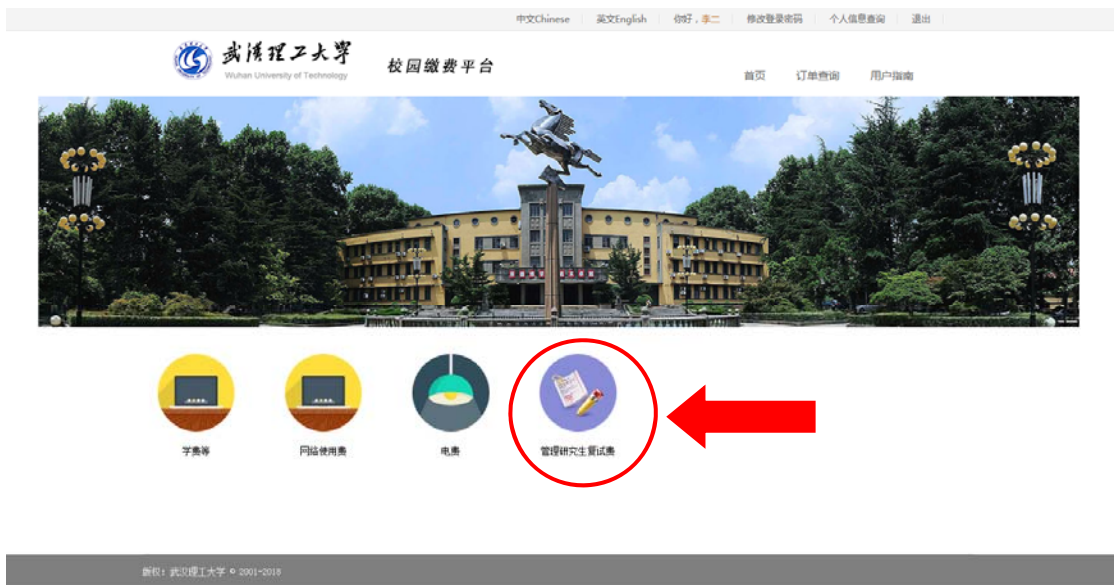 中文Chinese 英文English 你好，李二 修改登录密码 个人信息查询 退出
武汉理工大学 校园缴费平台
Wuhan University of Technology
首页 订单查询 用户指南
学费等 网络使用费 电费 管理研究生复试费
版权：武汉理工大学 © 2001-2018